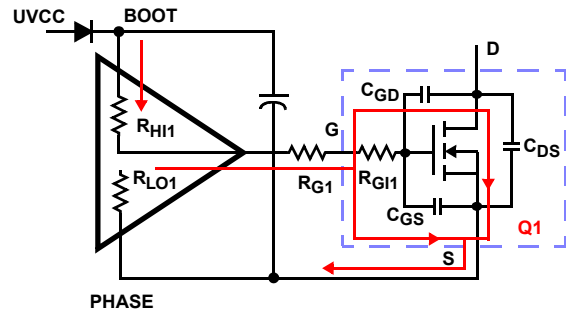 UVCC
BOOT
D
CGD
G
RHI1
CDS
RLO1
RG1
RGI1
CGS
Q1
S
PHASE